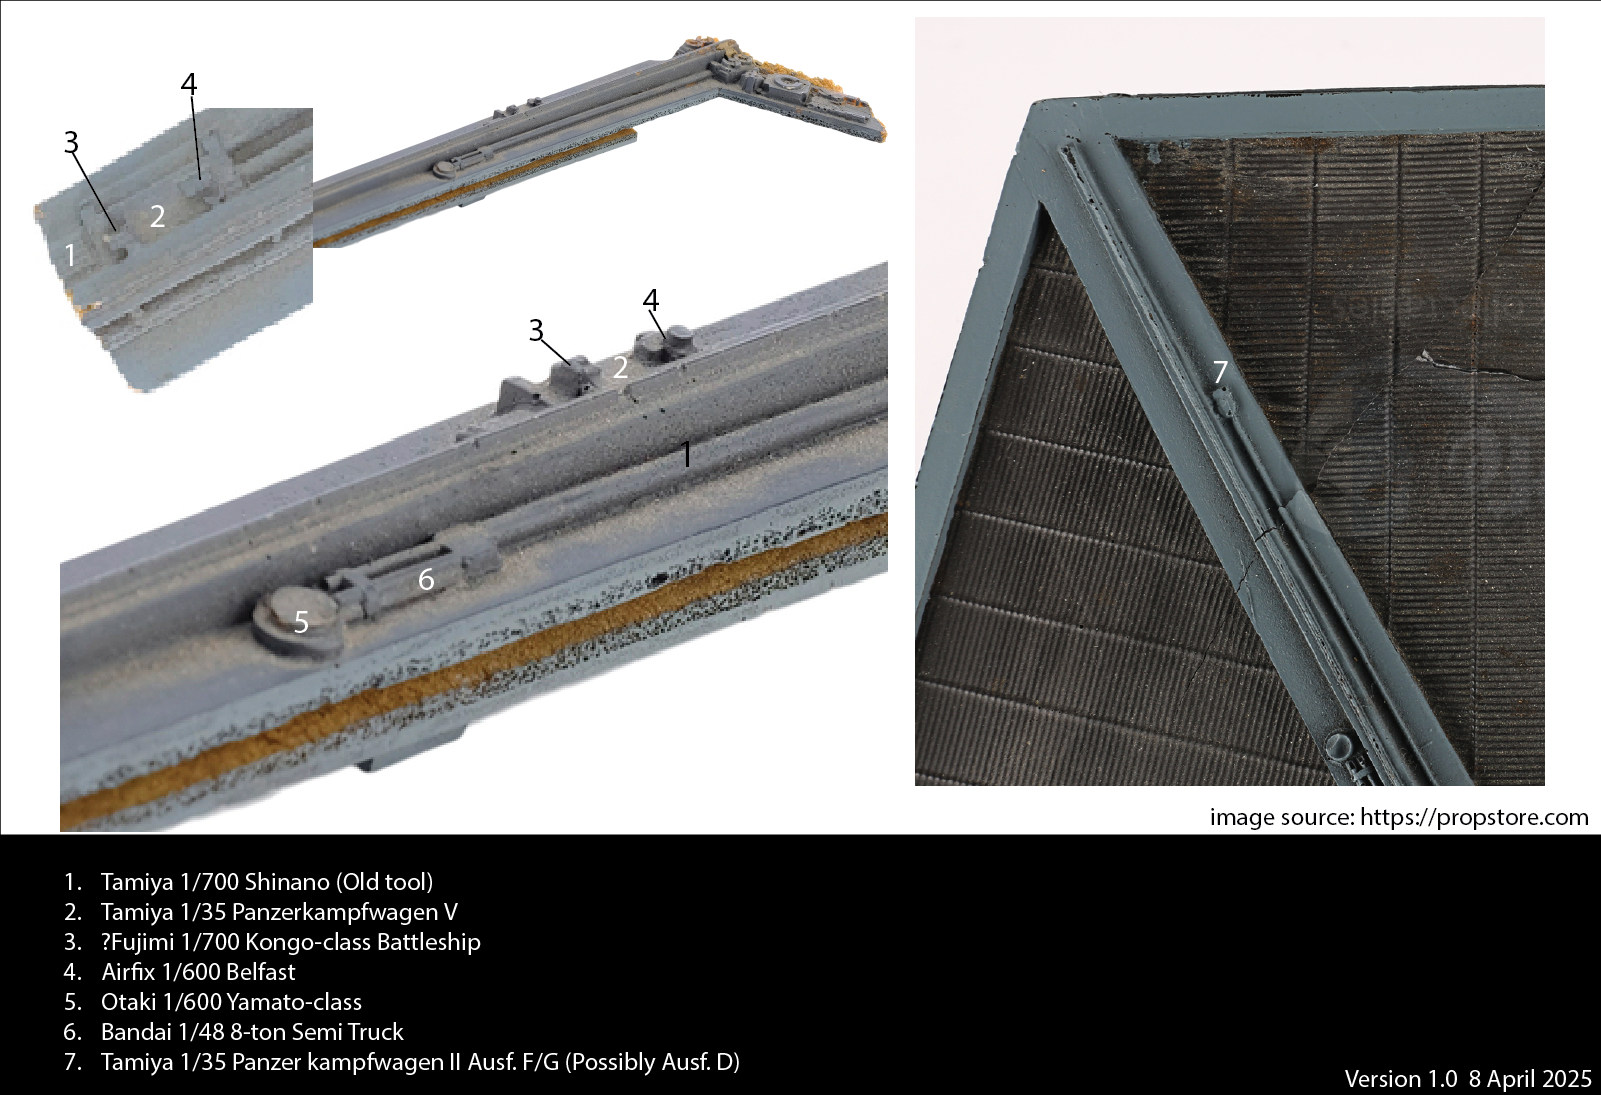 4
3
2
1
4
3
2
1
6
5
7
image source: https://propstore.com
1. Tamiya 1/700 Shinano (Old tool)
2. Tamiya 1/35 Panzerkampfwagen V
3. ?Fujimi 1/700 Kongo-class Battleship
4. Airfix 1/600 Belfast
5. Otaki 1/600 Yamato-class
6. Bandai 1/48 8-ton Semi Truck
7. Tamiya 1/35 Panzer kampfwagen II Ausf. F/G (Possibly Ausf. D)
Version 1.0 8 April 2025